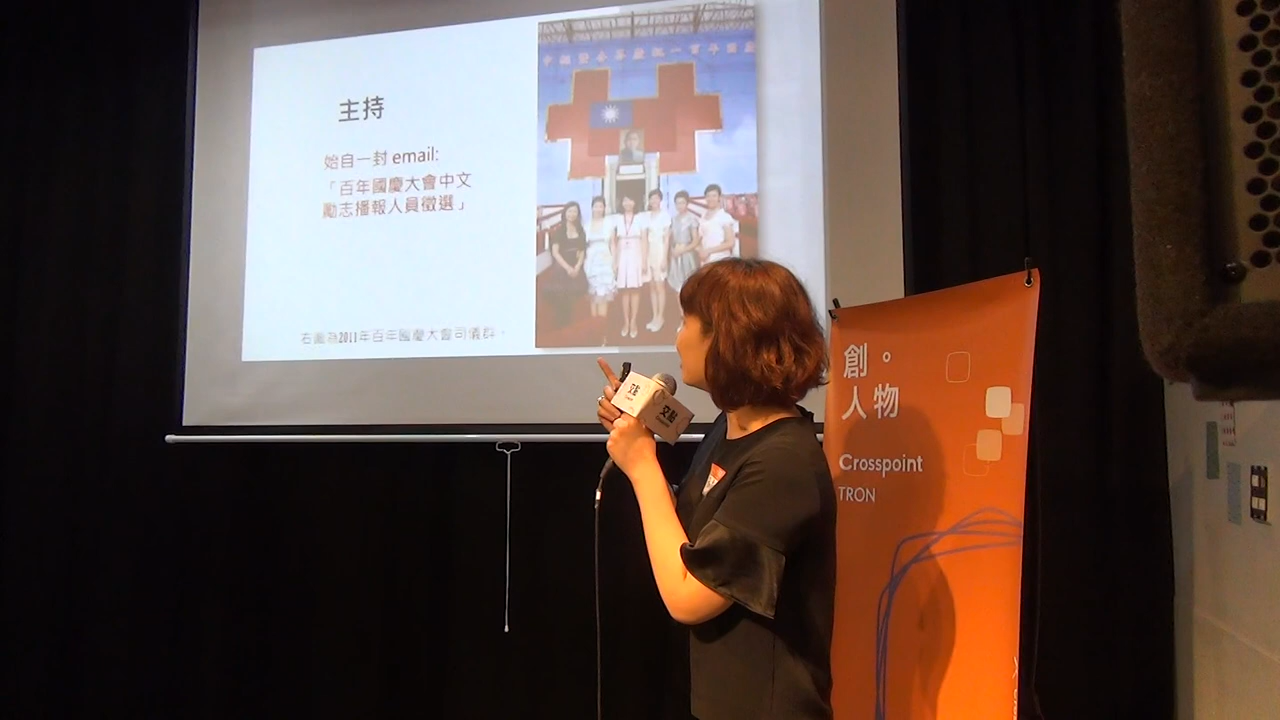 主持
始自一封 email:
「百年國慶大會中文
勵志播報人員徵選」
右圖為2011年百年國慶大會司儀群。
創。
人物
Crosspoint
TRON
交點